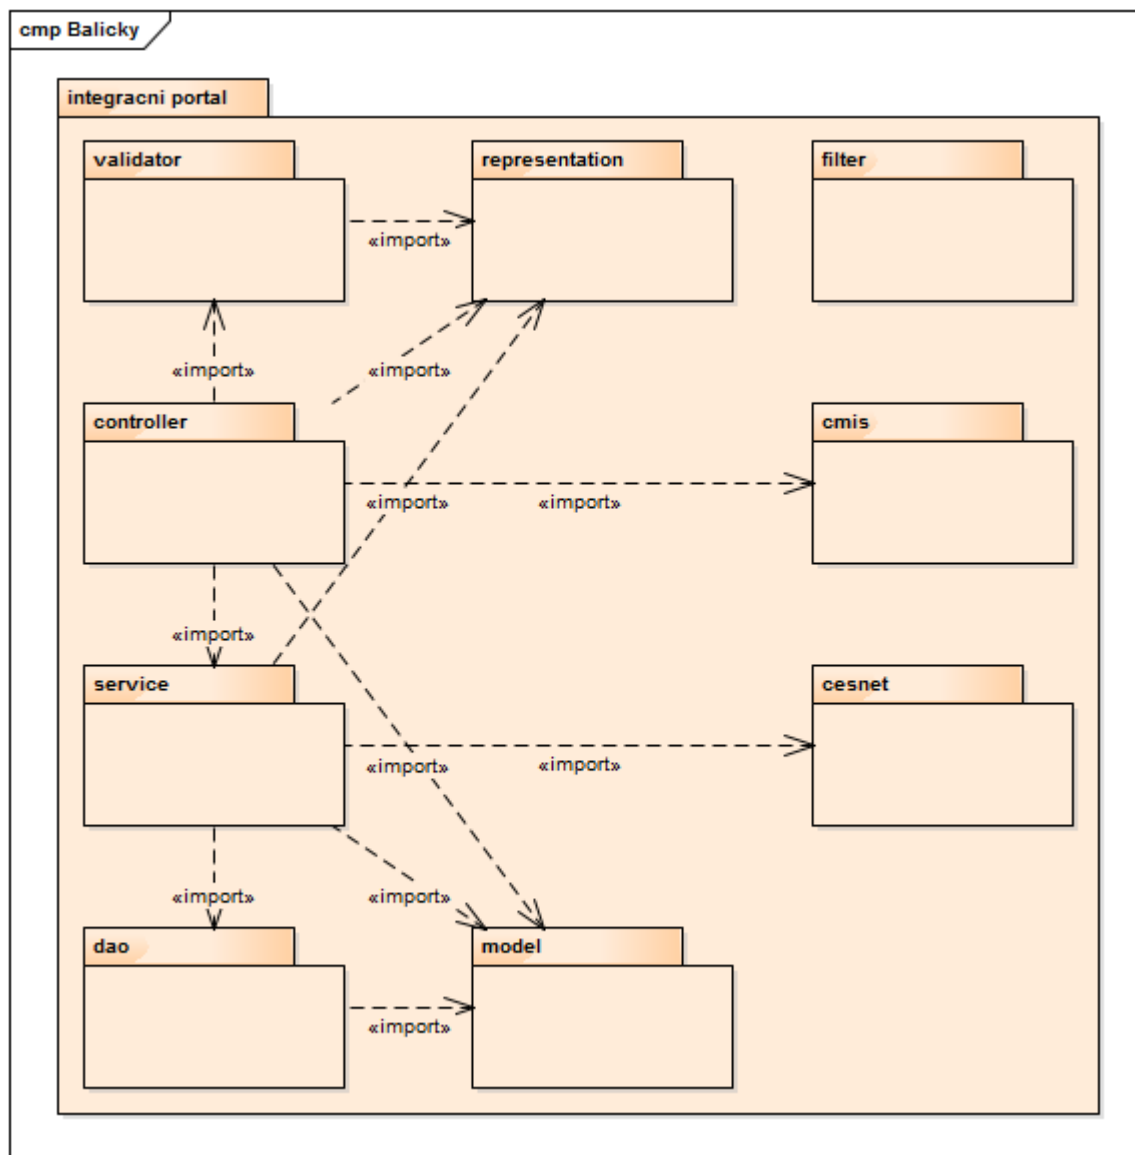 cmp Balicky
integracni portal
validator
representation
filter
«import»
«import»
«import»
controller
cmis
«import»
«import»
«import»
service
cesnet
«import»
«import»
«import»
«import»
dao
model
«import»